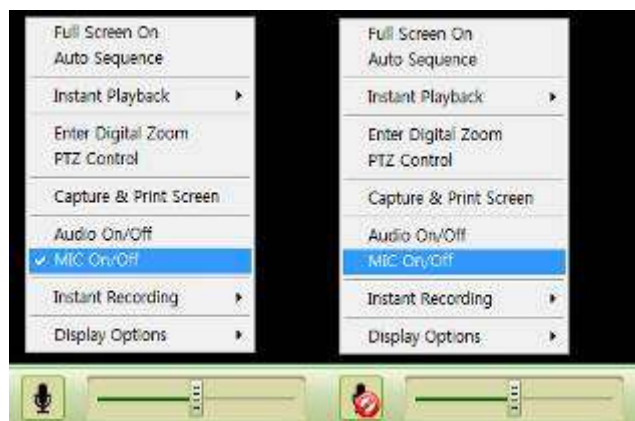 Full Screen On
Auto Sequence
Instant Playback
Enter Digital Zoom
PTZ Control
Capture & Print Screen
Audio On/Off
MIC On/Off
Instant Recording
Display Options
Full Screen On
Auto Sequence
Instant Playback
Enter Digital Zoom
PTZ Control
Capture & Print Screen
Audio On/Off
MIC On/Off
Instant Recording
Display Options